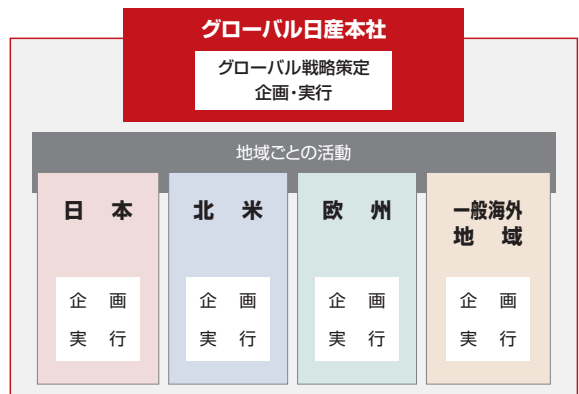 グローバル日産本社
グローバル戦略策定
企画・実行
地域ごとの活動
日 本
企 画
実 行
北 米
企 画
実 行
欧 州
企 画
実 行
一般海外
地 域
企 画
実 行